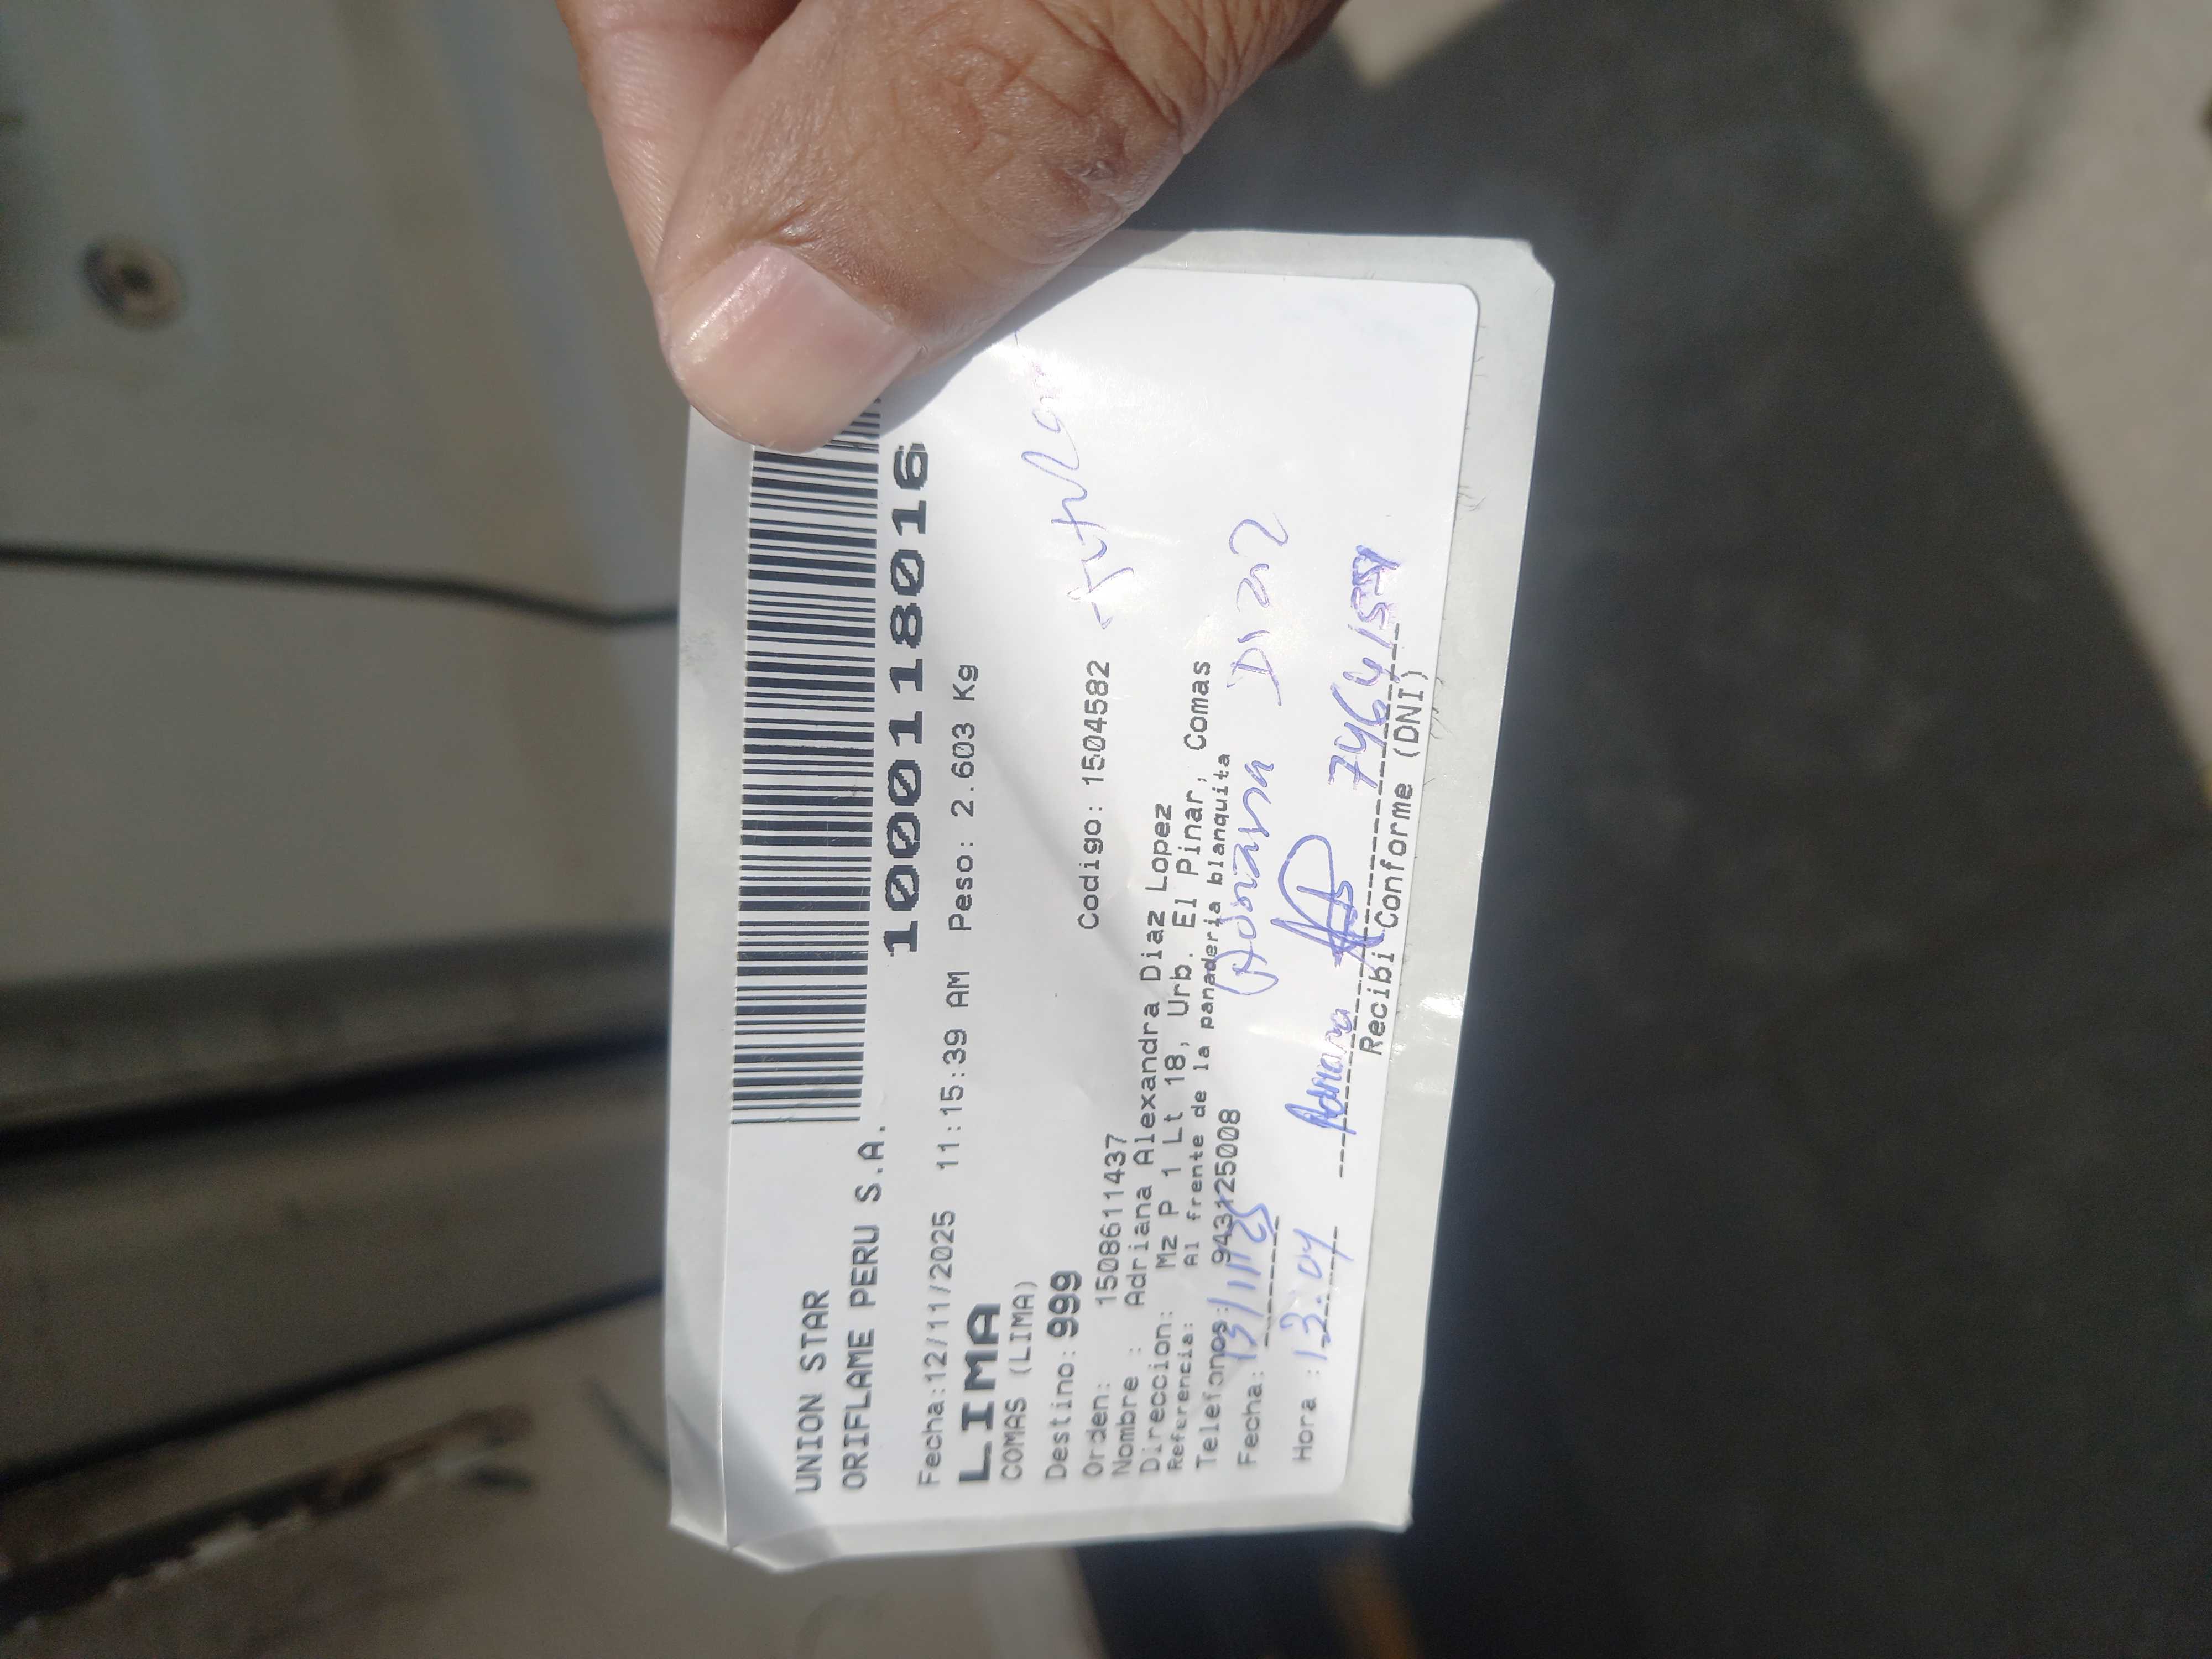 UNION STAR
ORIFLAME PERU S.A.
1000118016
Fecha:12/11/2025 11:15:39 AM Peso: 2.603 Kg
LIMA
COMAS (LIMA)
Destino:999
Orden: 1508611437 Codigo: 1504582
Nombre : Adriana Alexandra Diaz Lopez
Direccion: Mz P 1 Lt 18, Urb. El Pinar, Comas
Referencia: Al frente de la panaderia blanquita
Telefonos: 943125008
Fecha: 13/11/25 Adriana Diaz
Hora : 13:04 Adriana
Recibi Conforme (DNI)